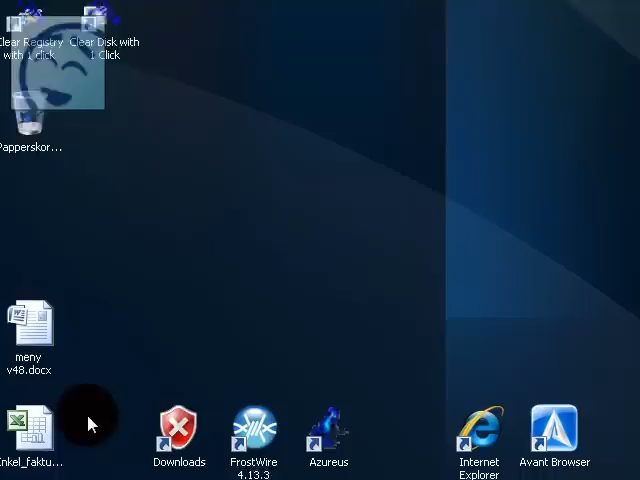 Clear Registry
with 1 click
Clear Disk with
1 Click
Papperskor...
meny
v48.docx
nkel_faktu...
Downloads
FrostWire
4.13.3
Azureus
Internet
Explorer
Avant Browser